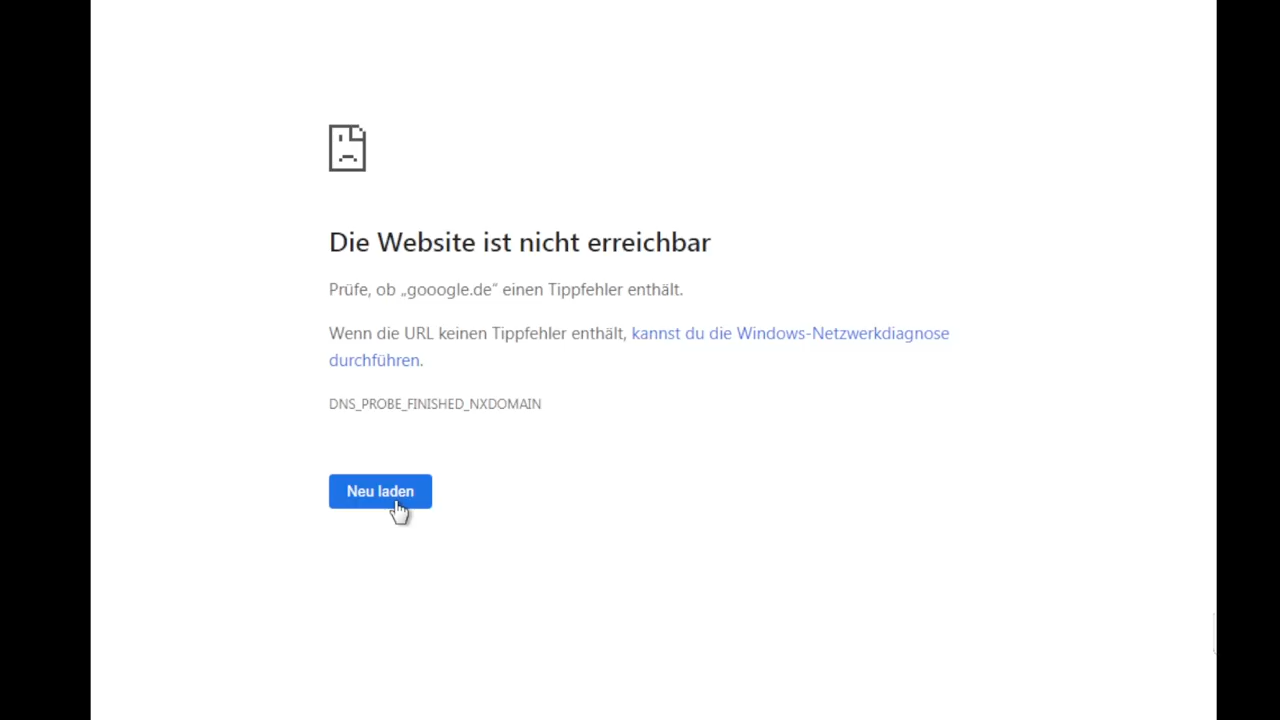 Die Website ist nicht erreichbar
Prüfe, ob „gooogle.de“ einen Tippfehler enthält.
Wenn die URL keinen Tippfehler enthält, kannst du die Windows-Netzwerkdiagnose
durchführen.
DNS_PROBE_FINISHED_NXDOMAIN
Neu laden